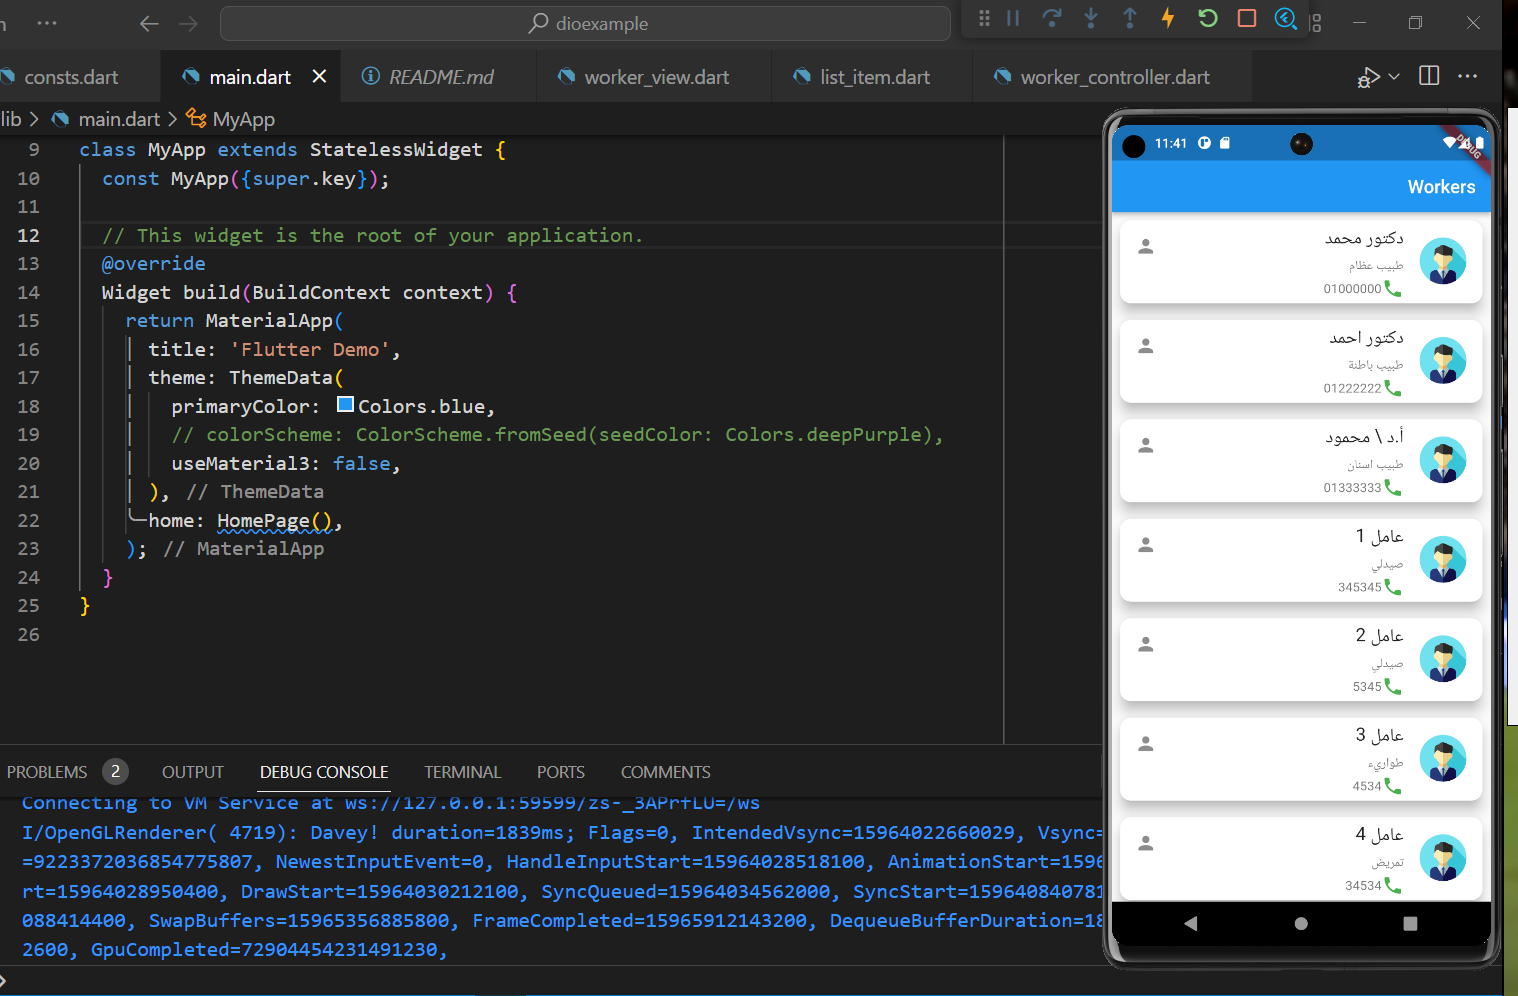 dioexample
consts.dart
main.dart
README.md
worker_view.dart
list_item.dart
worker_controller.dart
lib > main.dart > MyApp
9 class MyApp extends StatelessWidget {
10 const MyApp({super.key});
11
12 // This widget is the root of your application.
13 @override
14 Widget build(BuildContext context) {
15 return MaterialApp(
16 title: 'Flutter Demo',
17 theme: ThemeData(
18 primaryColor: Colors.blue,
19 // colorScheme: ColorScheme.fromSeed(seedColor: Colors.deepPurple),
20 useMaterial3: false,
21 ), // ThemeData
22 home: HomePage(),
23 ); // MaterialApp
24 }
25 }
26
PROBLEMS 2 OUTPUT DEBUG CONSOLE TERMINAL PORTS COMMENTS
Connecting to VM Service at ws://127.0.0.1:59599/zs-_3APrfLU=/ws
I/OpenGLRenderer( 4719): Davey! duration=1839ms; Flags=0, IntendedVsync=15964022660029, Vsync=
=9223372036854775807, NewestInputEvent=0, HandleInputStart=15964028518100, AnimationStart=1596
rt=15964028950400, DrawStart=15964030212100, SyncQueued=15964034562000, SyncStart=159640840781
088414400, SwapBuffers=15965356885800, FrameCompleted=15965912143200, DequeueBufferDuration=18
2600, GpuCompleted=72904454231491230,
11:41
DEBUG
Workers
دكتور محمد
طبيب عظام
01000000
دكتور احمد
طبيب باطنة
01222222
أ.د \ محمود
طبيب اسنان
01333333
عامل 1
صيدلي
345345
عامل 2
صيدلي
5345
عامل 3
طواريء
4534
عامل 4
تمريض
34534